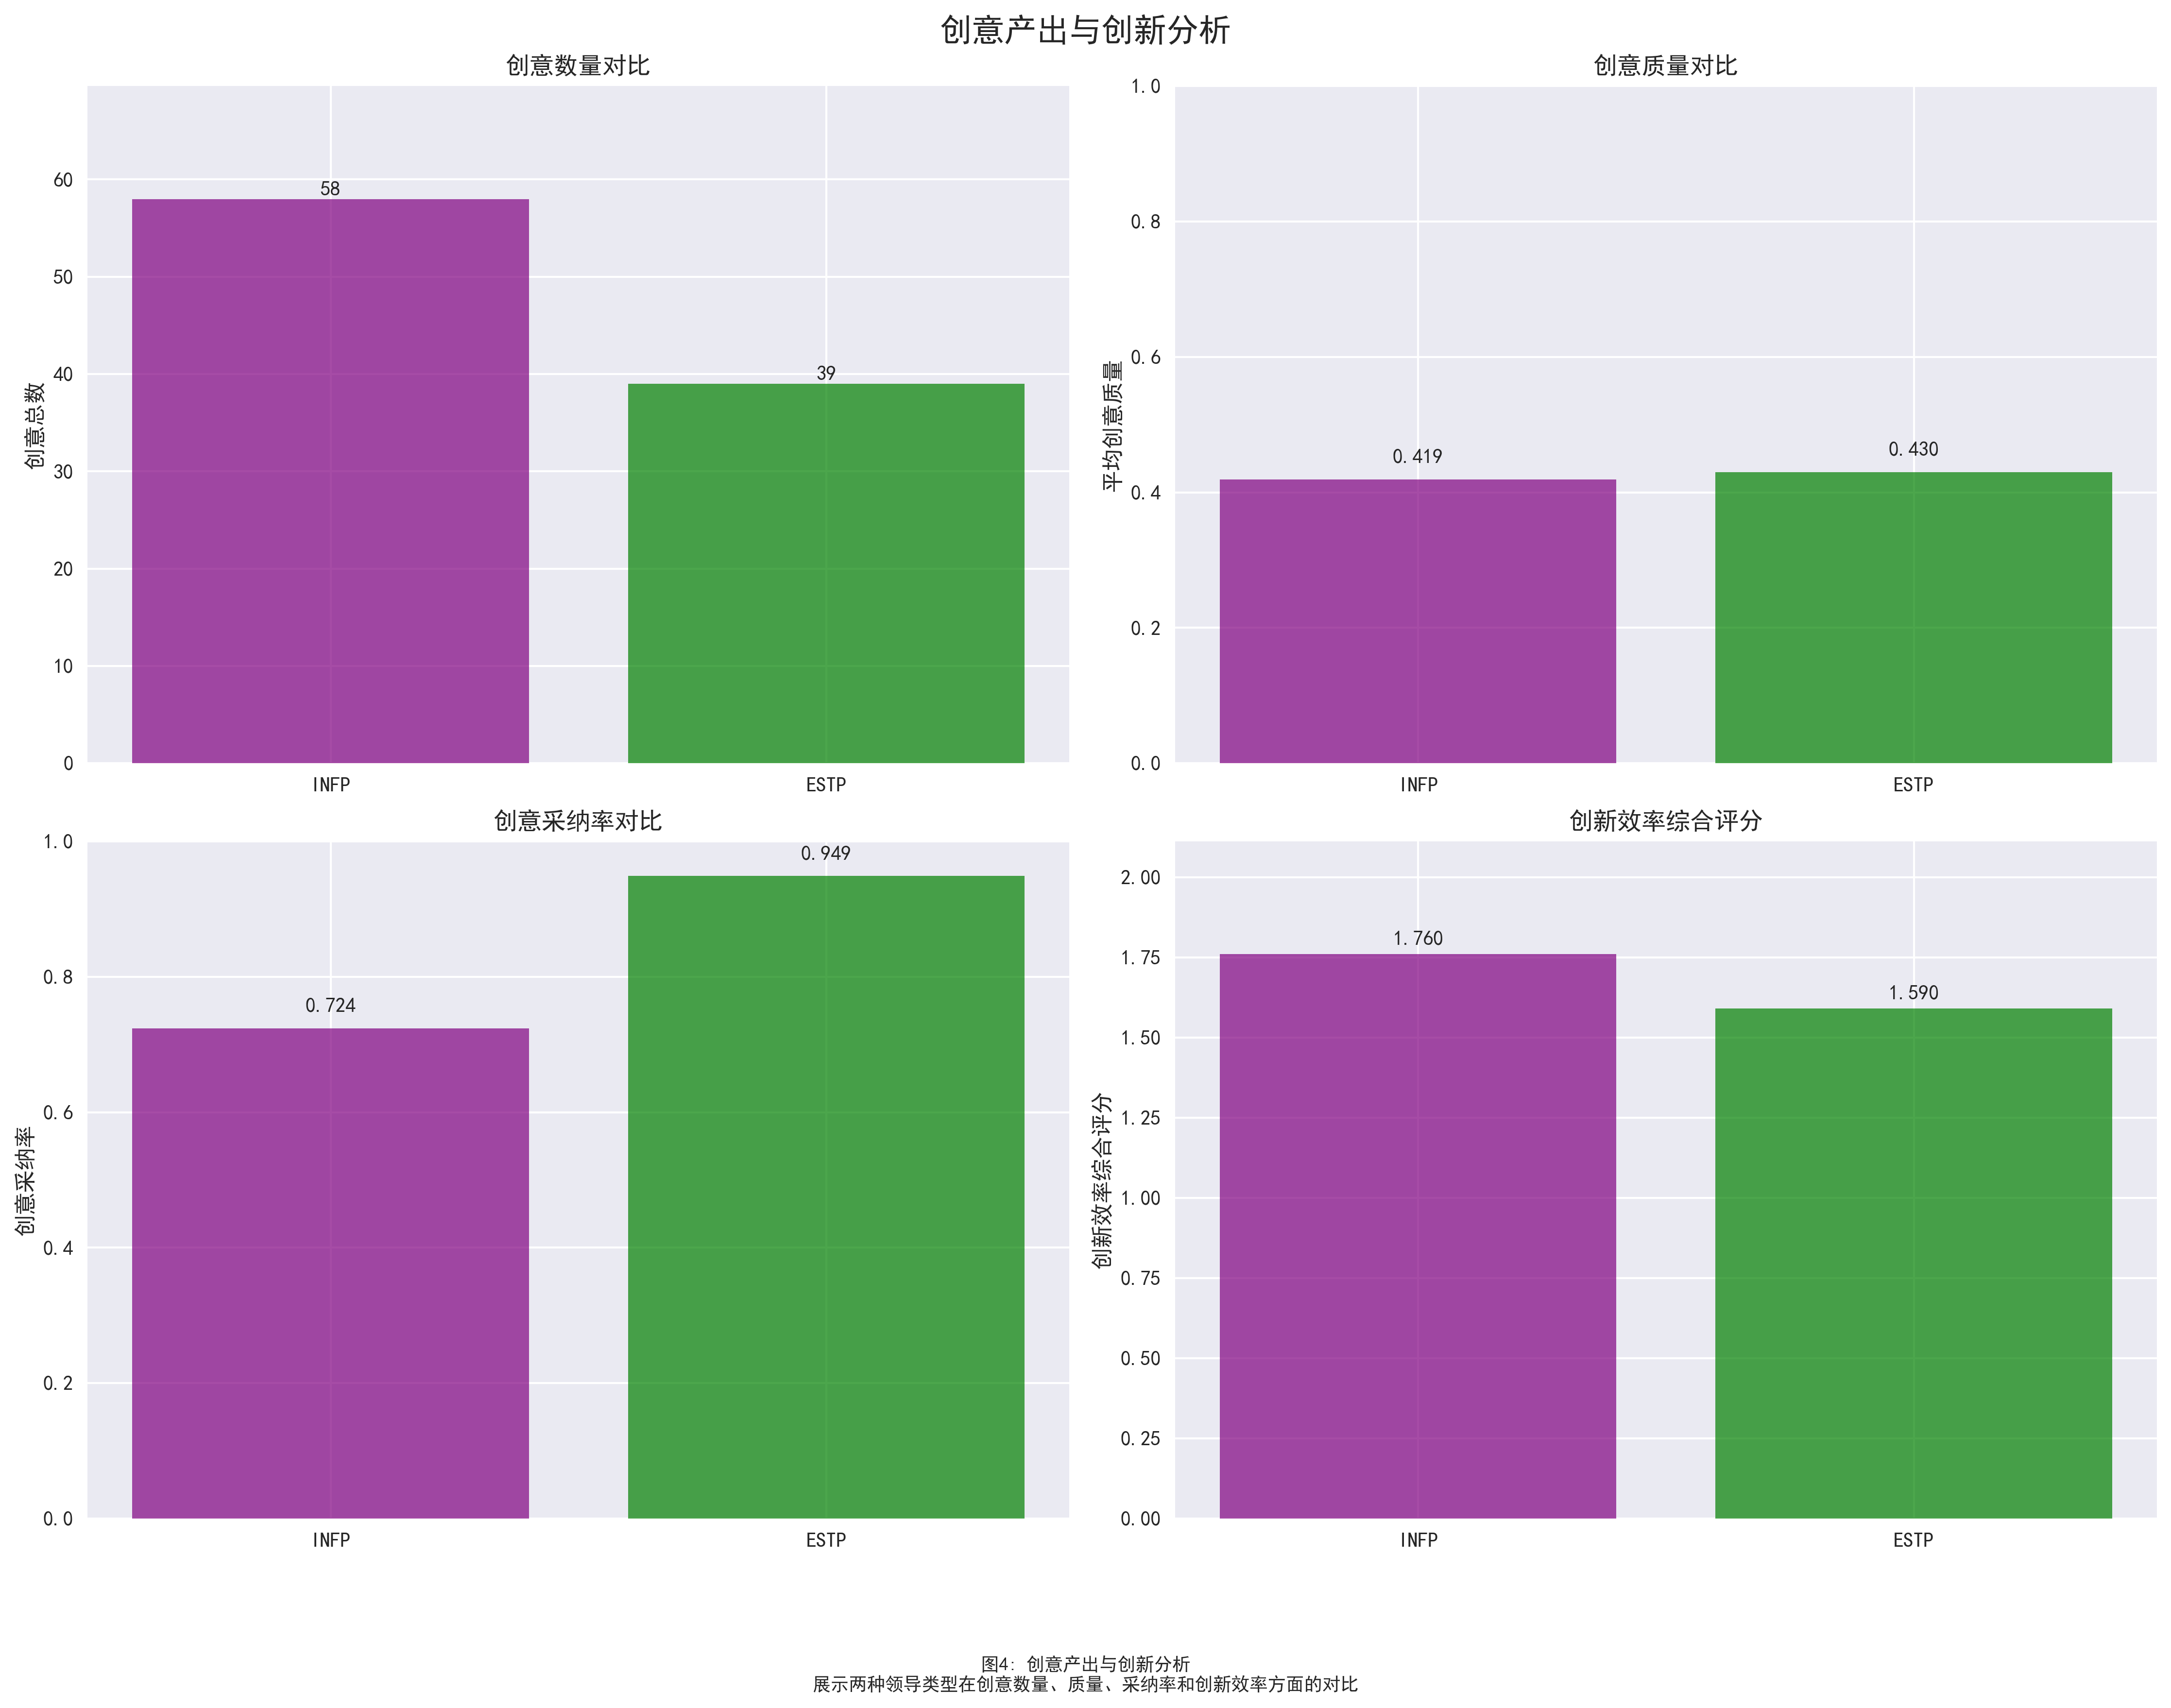 创意产出与创新分析
创意数量对比
创意总数
60
50
40
30
20
10
0
58
39
INFP
ESTP
创意质量对比
平均创意质量
1.0
0.8
0.6
0.4
0.2
0.0
0.419
0.430
INFP
ESTP
创意采纳率对比
创意采纳率
1.0
0.8
0.6
0.4
0.2
0.0
0.724
0.949
INFP
ESTP
创新效率综合评分
创新效率综合评分
2.00
1.75
1.50
1.25
1.00
0.75
0.50
0.25
0.00
1.760
1.590
INFP
ESTP
图4: 创意产出与创新分析
展示两种领导类型在创意数量、质量、采纳率和创新效率方面的对比